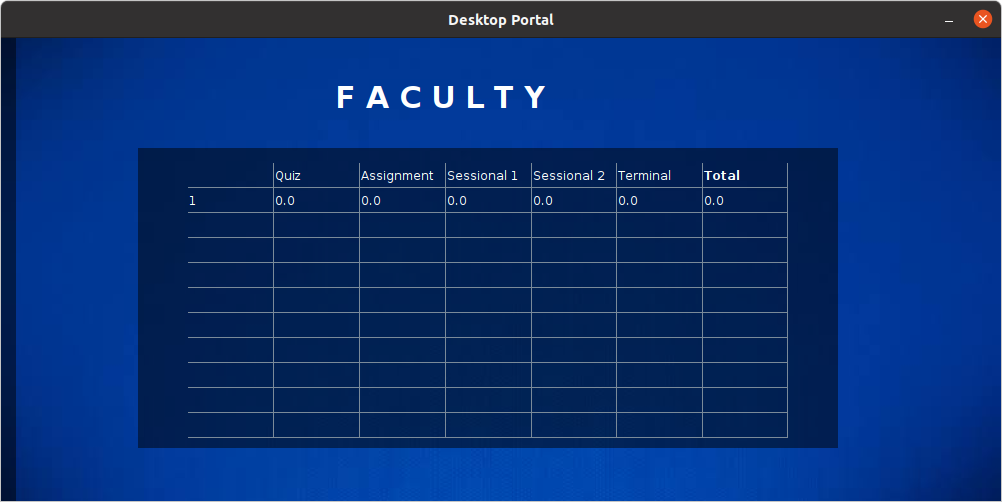 Desktop Portal
F A C U L T Y
Quiz Assignment Sessional 1 Sessional 2 Terminal Total
1 0.0 0.0 0.0 0.0 0.0 0.0